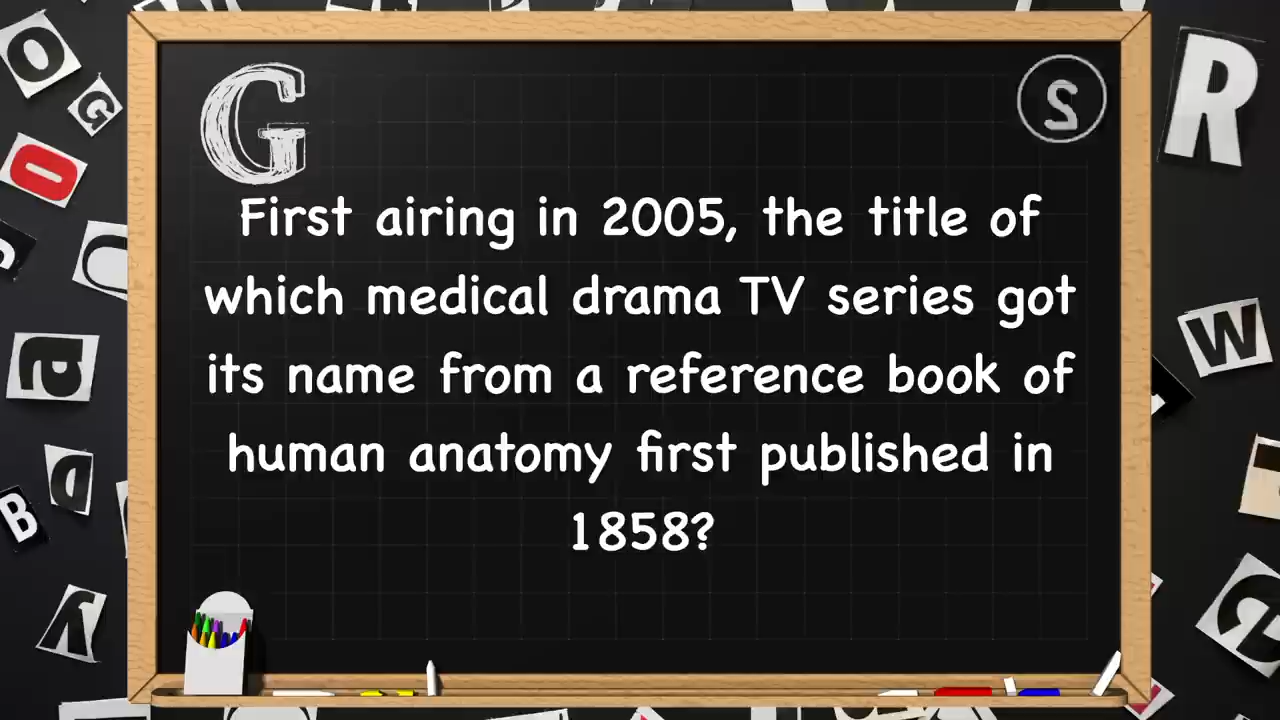 G
2
First airing in 2005, the title of
which medical drama TV series got
its name from a reference book of
human anatomy first published in
1858?
O
G
O
a
B
R
W